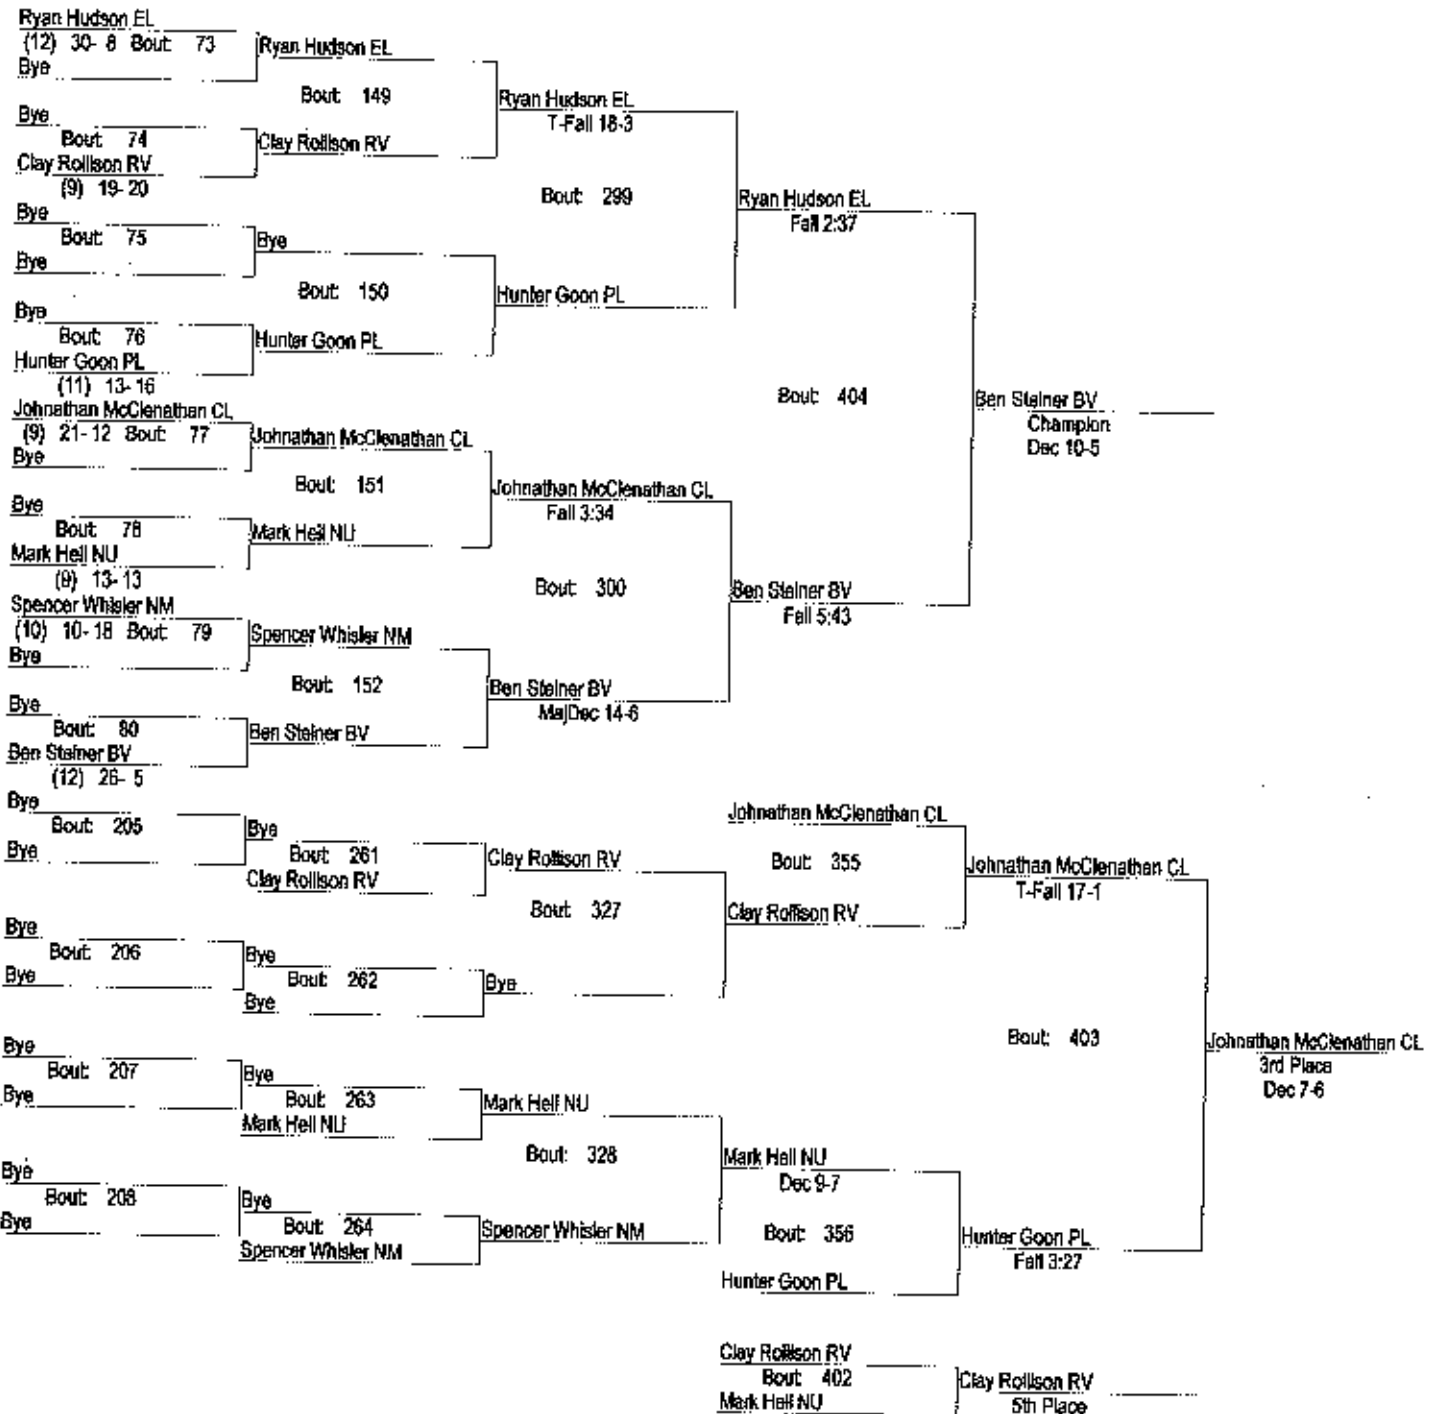 Ryan Hudson EL
(12) 30- 8 Bout: 73
Bye
Ryan Hudson EL
Bout: 149
Bye
Bout: 74
Clay Rollison RV
(9) 19- 20
Clay Rollison RV
Ryan Hudson EL
T-Fall 18-3
Bout: 299
Bye
Bout: 75
Bye
Bye
Bout: 150
Bye
Bout: 76
Hunter Goon PL
(11) 13- 16
Hunter Goon PL
Hunter Goon PL
Ryan Hudson EL
Fall 2:37
Bout: 404
Johnathan McClenathan CL
(9) 21- 12 Bout: 77
Bye
Johnathan McClenathan CL
Bout: 151
Bye
Bout: 78
Mark Heil NU
(9) 13- 13
Mark Heil NU
Johnathan McClenathan CL
Fall 3:34
Bout: 300
Spencer Whisler NM
(10) 10- 18 Bout: 79
Bye
Spencer Whisler NM
Bout: 152
Bye
Bout: 80
Ben Steiner BV
(12) 26- 5
Ben Steiner BV
Ben Steiner BV
MajDec 14-6
Ben Steiner BV
Fall 5:43
Ben Steiner BV
Champion
Dec 10-5
Bye
Bout: 205
Bye
Bye
Bout: 261
Clay Rollison RV
Clay Rollison RV
Bout: 327
Bye
Bout: 206
Bye
Bye
Bout: 262
Bye
Bye
Johnathan McClenathan CL
Bout: 355
Clay Rollison RV
Johnathan McClenathan CL
T-Fall 17-1
Bout: 403
Bye
Bout: 207
Bye
Bye
Bout: 263
Mark Heil NU
Mark Heil NU
Bout: 328
Bye
Bout: 208
Bye
Bye
Bout: 264
Spencer Whisler NM
Spencer Whisler NM
Mark Heil NU
Dec 9-7
Bout: 356
Hunter Goon PL
Hunter Goon PL
Fall 3:27
Johnathan McClenathan CL
3rd Place
Dec 7-6
Clay Rollison RV
Bout: 402
Mark Heil NU
Clay Rollison RV
5th Place